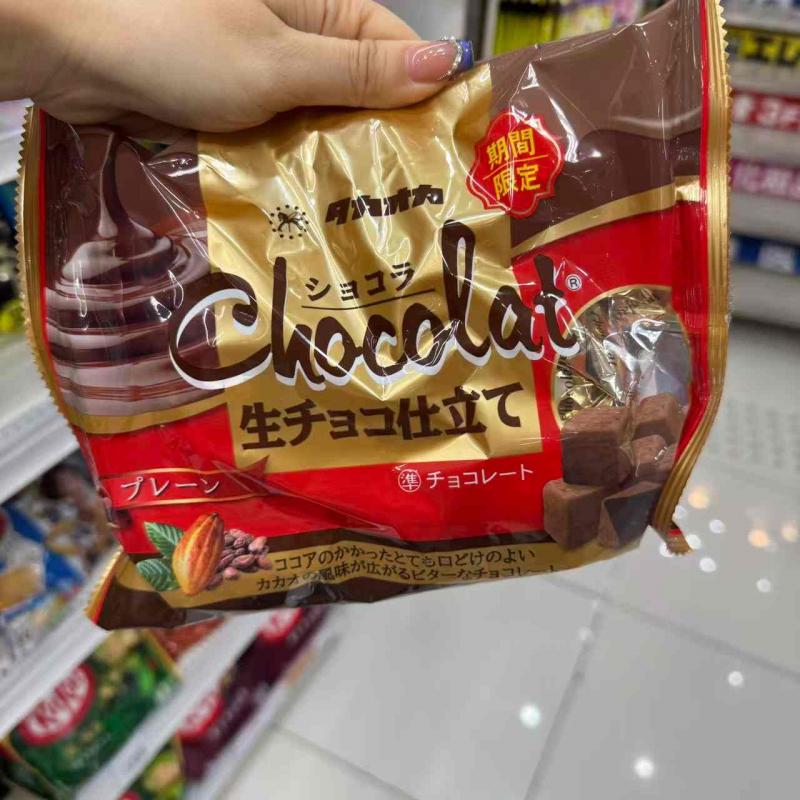 期間
限定
タカオカ
ショコラ
Chocolat®
生チョコ仕立て
プレーン
準 チョコレート
ココアのかかったとても口どけのよい
カカオの風味が広がるビターなチョコレート
KitKat